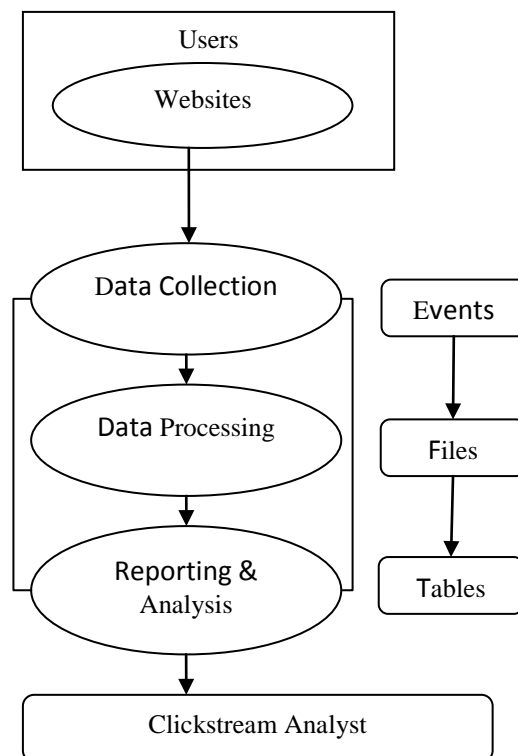 Users
Websites
Data Collection
Events
Data Processing
Files
Reporting &
Analysis
Tables
Clickstream Analyst